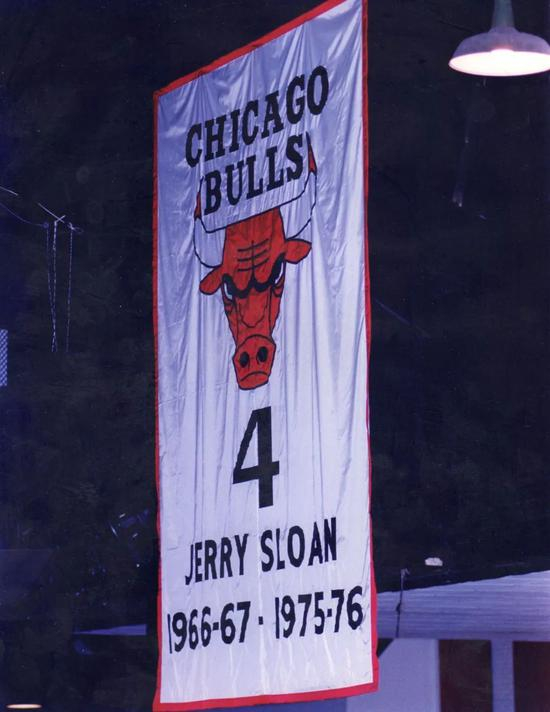 CHICAGO
BULLS
4
JERRY SLOAN
1966-67 · 1975-76